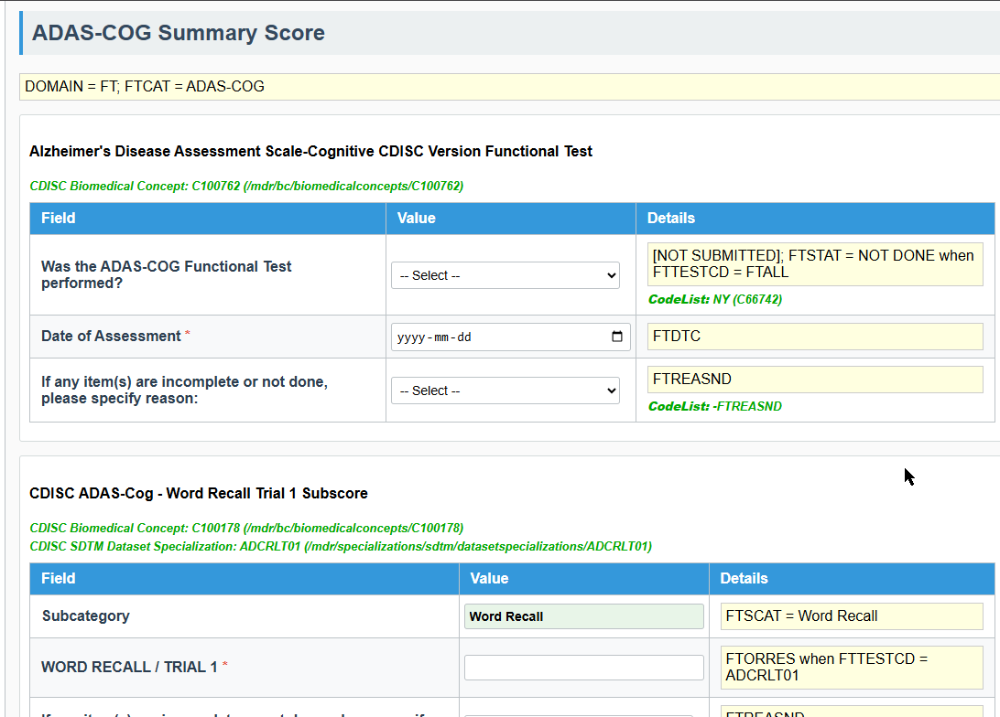 ADAS-COG Summary Score
DOMAIN = FT; FTCAT = ADAS-COG
Alzheimer's Disease Assessment Scale-Cognitive CDISC Version Functional Test
CDISC Biomedical Concept: C100762 (/mdr/bc/biomedicalconcepts/C100762)
Field Value Details
Was the ADAS-COG Functional Test
performed?
-- Select --
[NOT SUBMITTED]; FTSTAT = NOT DONE when
FTTESTCD = FTALL
CodeList: NY (C66742)
Date of Assessment *
yyyy-mm-dd
FTDTC
If any item(s) are incomplete or not done,
please specify reason:
-- Select --
FTREASND
CodeList: -FTREASND
CDISC ADAS-Cog - Word Recall Trial 1 Subscore
CDISC Biomedical Concept: C100178 (/mdr/bc/biomedicalconcepts/C100178)
CDISC SDTM Dataset Specialization: ADCRLT01 (/mdr/specializations/sdtm/datasetspecializations/ADCRLT01)
Field Value Details
Subcategory
Word Recall
FTSCAT = Word Recall
WORD RECALL / TRIAL 1 *
FTORRES when FTTESTCD =
ADCRLT01
FTREASND